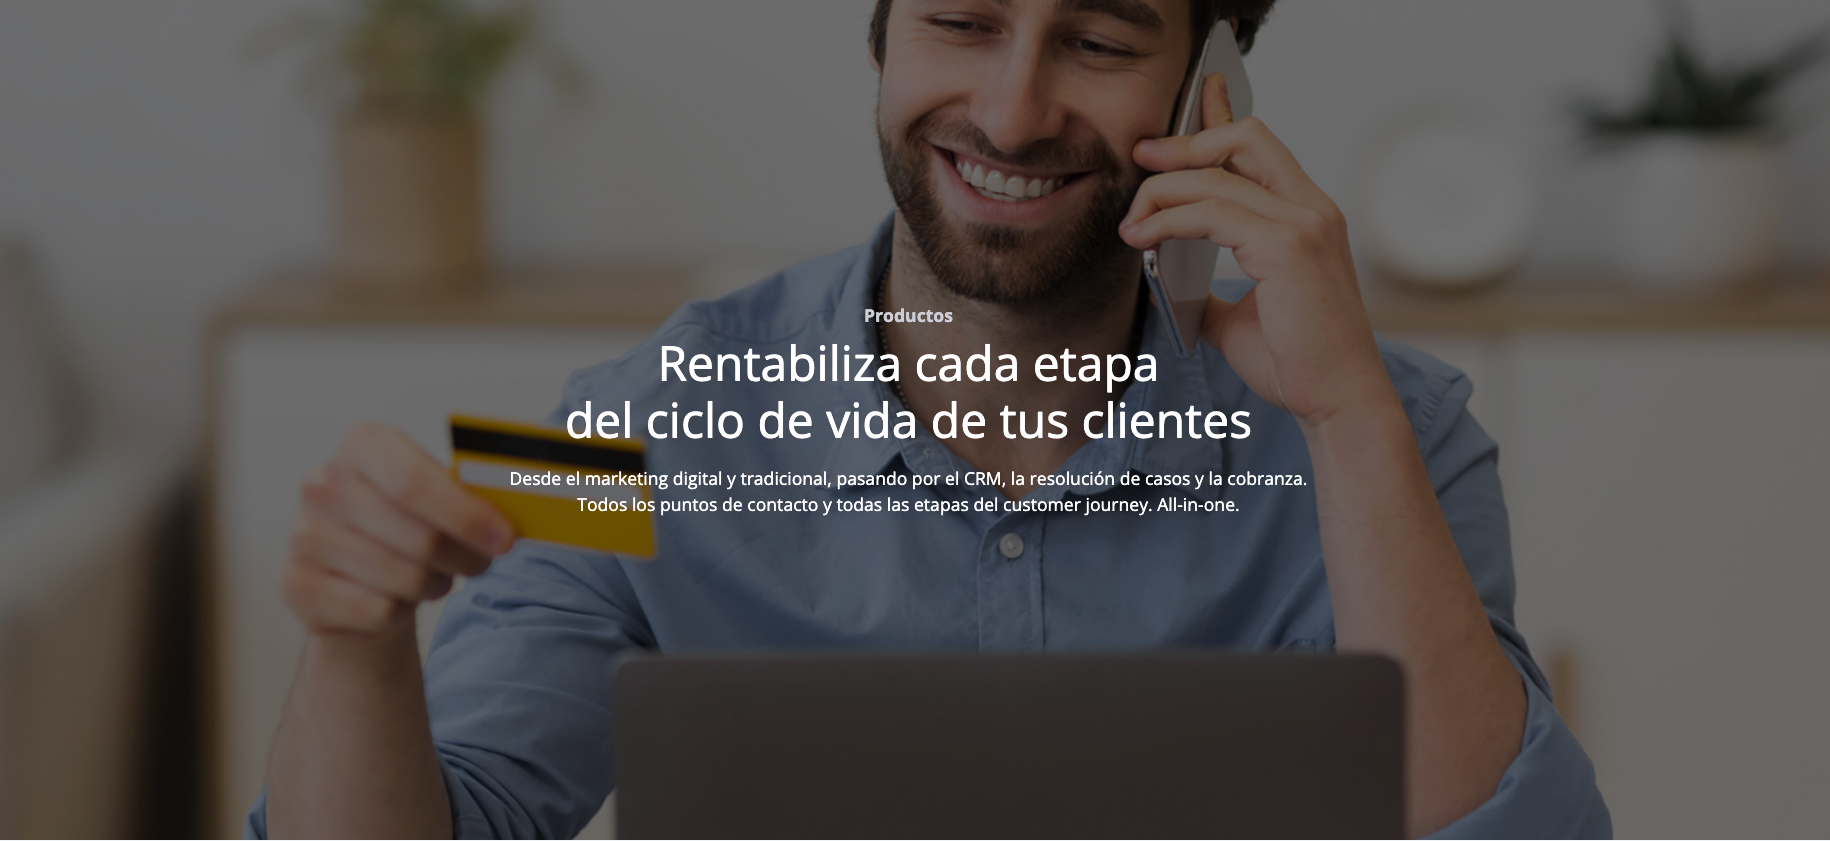 Productos
Rentabiliza cada etapa
del ciclo de vida de tus clientes
Desde el marketing digital y tradicional, pasando por el CRM, la resolución de casos y la cobranza.
Todos los puntos de contacto y todas las etapas del customer journey. All-in-one.